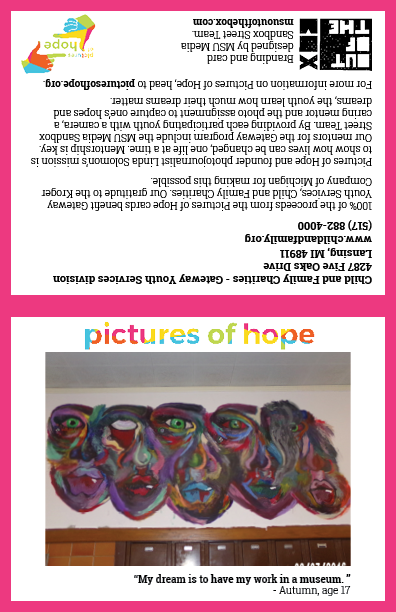 Child and Family Charities - Gateway Youth Services division
4287 Five Oaks Drive
Lansing, MI 48911
www.childandfamily.org
(517) 882-4000
100% of the proceeds from the Pictures of Hope cards benefit Gateway
Youth Services, Child and Family Charities. Our gratitude to the Kroger
Company of Michigan for making this possible.
Pictures of Hope and founder photojournalist Linda Solomon's mission is
to show how lives can be changed, one life at a time. Mentorship is key.
Our mentors for the Gateway program include the MSU Media Sandbox
Street Team. By providing each participating youth with a camera, a
caring mentor and the photo assignment to capture one's hopes and
dreams, the youth learn how much their dreams matter.
For more information on Pictures of Hope, head to picturesofhope.org.
OUT
OF
THE
BOX
Branding and card
designed by MSU Media
Sandbox Street Team.
msuoutofthebox.com
pictures of
hope
pictures of hope
“My dream is to have my work in a museum. ”
- Autumn, age 17